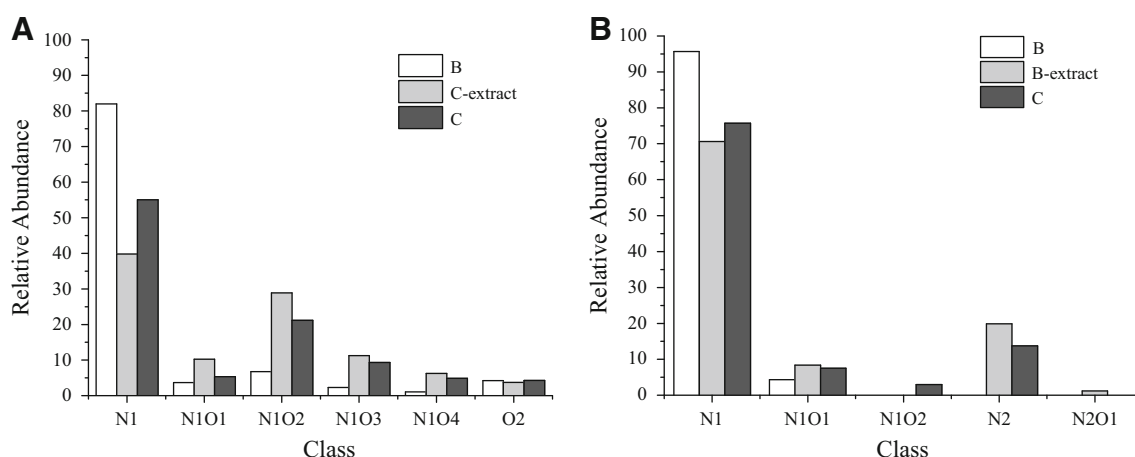 A
Relative Abundance
100
90
80
70
60
50
40
30
20
10
0
B
C-extract
C
N1 N1O1 N1O2 N1O3 N1O4 O2
Class
B
Relative Abundance
100
90
80
70
60
50
40
30
20
10
0
B
B-extract
C
N1 N1O1 N1O2 N2 N2O1
Class